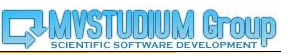 MVSTUDIUM Group
SCIENTIFIC SOFTWARE DEVELOPMENT